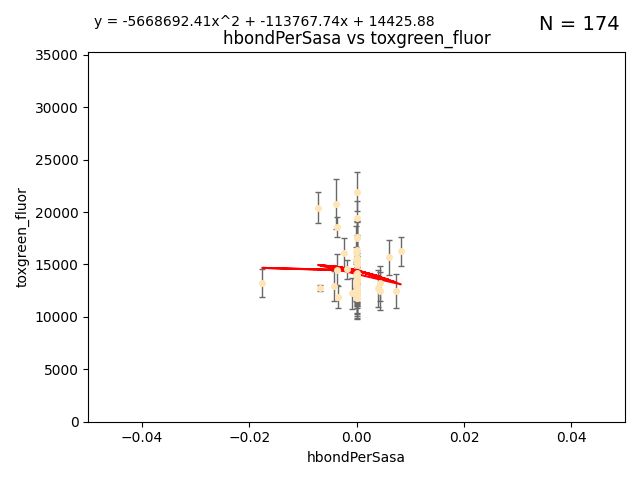 y = -5668692.41x^2 + -113767.74x + 14425.88
N = 174
hbondPerSasa vs toxgreen_fluor
35000
30000
25000
20000
15000
10000
5000
0
toxgreen_fluor
−0.04
−0.02
0.00
0.02
0.04
hbondPerSasa